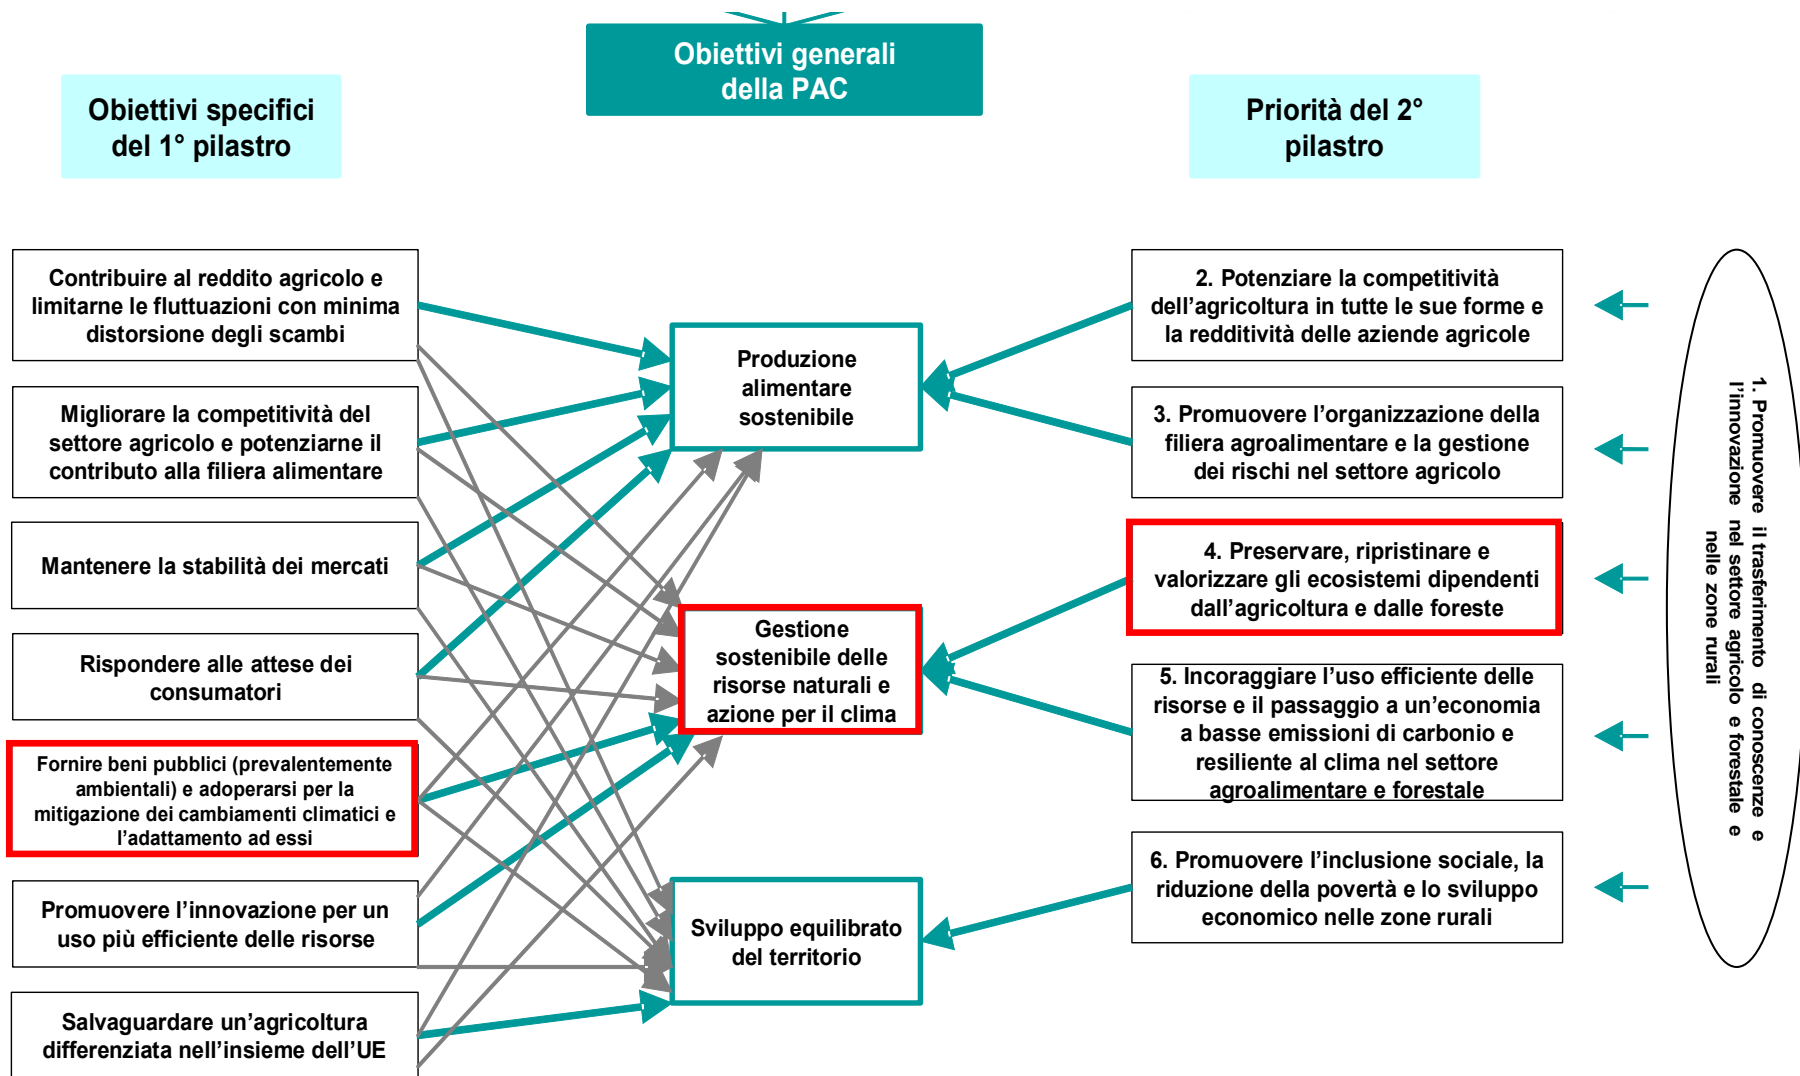 Obiettivi generali
della PAC
Obiettivi specifici
del 1° pilastro
Priorità del 2°
pilastro
Contribuire al reddito agricolo e
limitarne le fluttuazioni con minima
distorsione degli scambi
Migliorare la competitività del
settore agricolo e potenziarne il
contributo alla filiera alimentare
Mantenere la stabilità dei mercati
Rispondere alle attese dei
consumatori
Fornire beni pubblici (prevalentemente
ambientali) e adoperarsi per la
mitigazione dei cambiamenti climatici e
l'adattamento ad essi
Promuovere l'innovazione per un
uso più efficiente delle risorse
Salvaguardare un'agricoltura
differenziata nell'insieme dell'UE
Produzione
alimentare
sostenibile
Gestione
sostenibile delle
risorse naturali e
azione per il clima
Sviluppo equilibrato
del territorio
2. Potenziare la competitività
dell'agricoltura in tutte le sue forme e
la redditività delle aziende agricole
3. Promuovere l'organizzazione della
filiera agroalimentare e la gestione
dei rischi nel settore agricolo
4. Preservare, ripristinare e
valorizzare gli ecosistemi dipendenti
dall'agricoltura e dalle foreste
5. Incoraggiare l'uso efficiente delle
risorse e il passaggio a un'economia
a basse emissioni di carbonio e
resiliente al clima nel settore
agroalimentare e forestale
6. Promuovere l'inclusione sociale, la
riduzione della povertà e lo sviluppo
economico nelle zone rurali
1. Promuovere il trasferimento di conoscenze e
l'innovazione nel settore agricolo e forestale e
nelle zone rurali